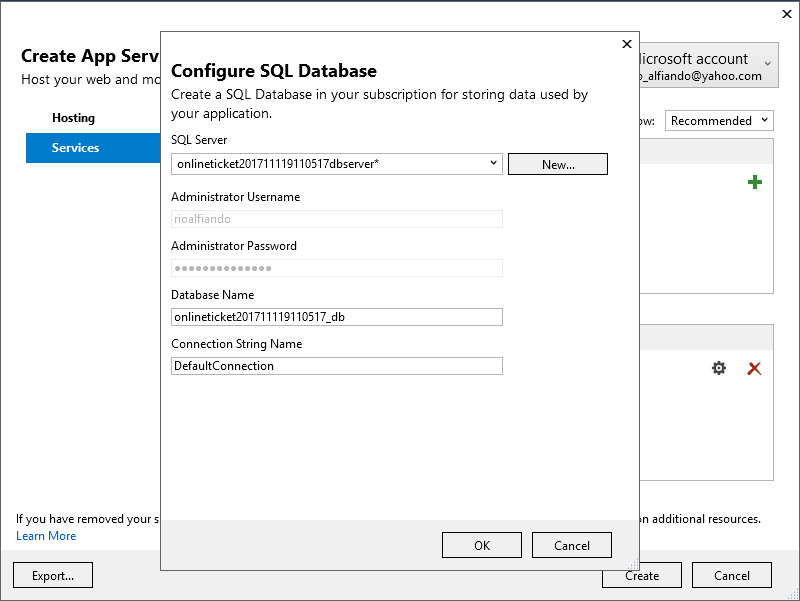 Create App Serv
Host your web and mo
Microsoft account
o_alfiando@yahoo.com
Hosting
Services
ow:
Recommended
Configure SQL Database
Create a SQL Database in your subscription for storing data used by
your application.
SQL Server
onlineticket201711119110517dbserver*
New...
Administrator Username
rioalfiando
Administrator Password
●●●●●●●●●●●●●●
Database Name
onlineticket201711119110517_db
Connection String Name
DefaultConnection
OK
Cancel
If you have removed your s
n additional resources.
Learn More
Export...
Create
Cancel